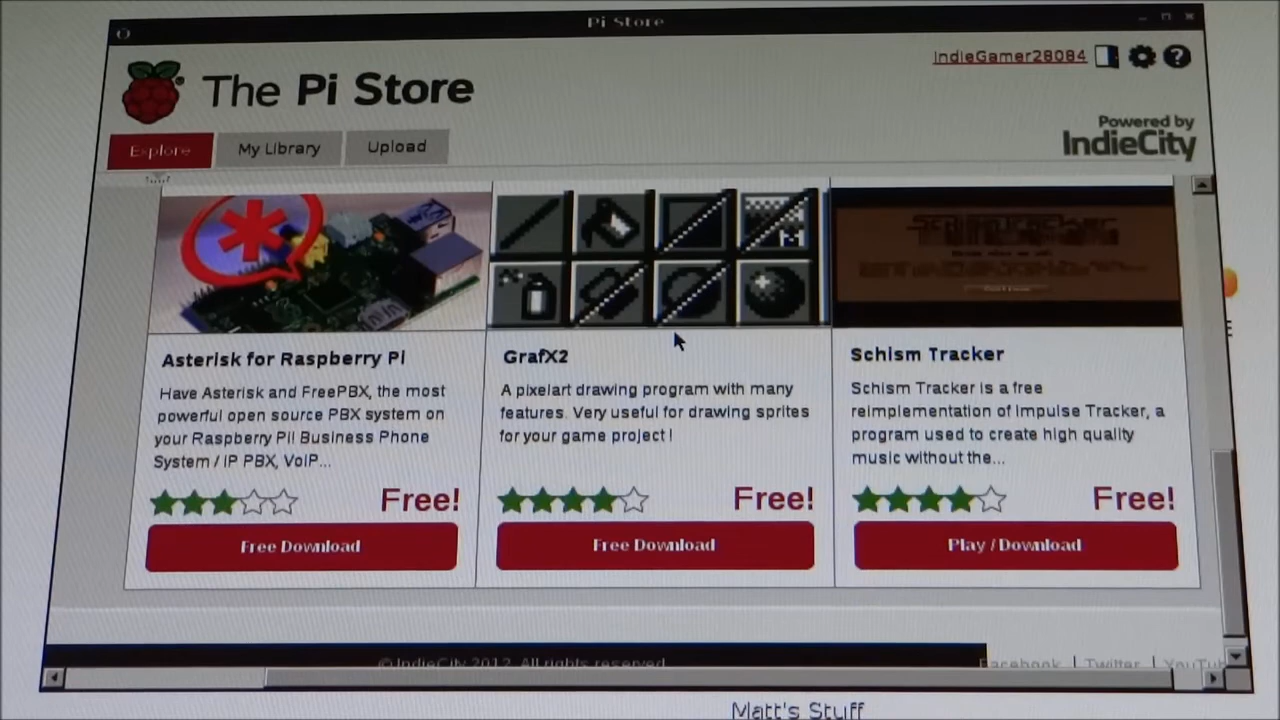 Pi Store
IndieGamer28084
The Pi Store
Powered by
IndieCity
Explore
My Library
Upload
Asterisk for Raspberry Pi
Have Asterisk and FreePBX, the most
powerful open source PBX system on
your Raspberry Pi! Business Phone
System / IP PBX, VoIP...
Free!
Free Download
GrafX2
A pixelart drawing program with many
features. Very useful for drawing sprites
for your game project !
Free!
Free Download
Schism Tracker
Schism Tracker is a free
reimplementation of Impulse Tracker, a
program used to create high quality
music without the...
Free!
Play / Download
© IndieCity 2012. All rights reserved
Facebook | Twitter | YouTub
Matt's Stuff